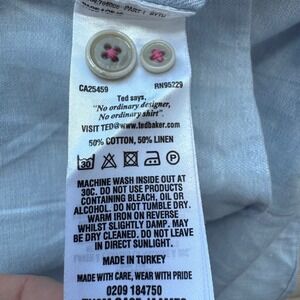 CA25459 RN95229
Ted says,
"No ordinary designer,
No ordinary shirt".
VISIT TED@WWW.TEDBAKER.COM
50% COTTON, 50% LINEN
30 P
MACHINE WASH INSIDE OUT AT
30C. DO NOT USE PRODUCTS
CONTAINING BLEACH, OIL OR
ALCOHOL. DO NOT TUMBLE DRY.
WARM IRON ON REVERSE
WHILST SLIGHTLY DAMP. MAY
BE DRY CLEANED. DO NOT LEAVE
IN DIRECT SUNLIGHT.
MADE IN TURKEY
MADE WITH CARE, WEAR WITH PRIDE
0209 184750